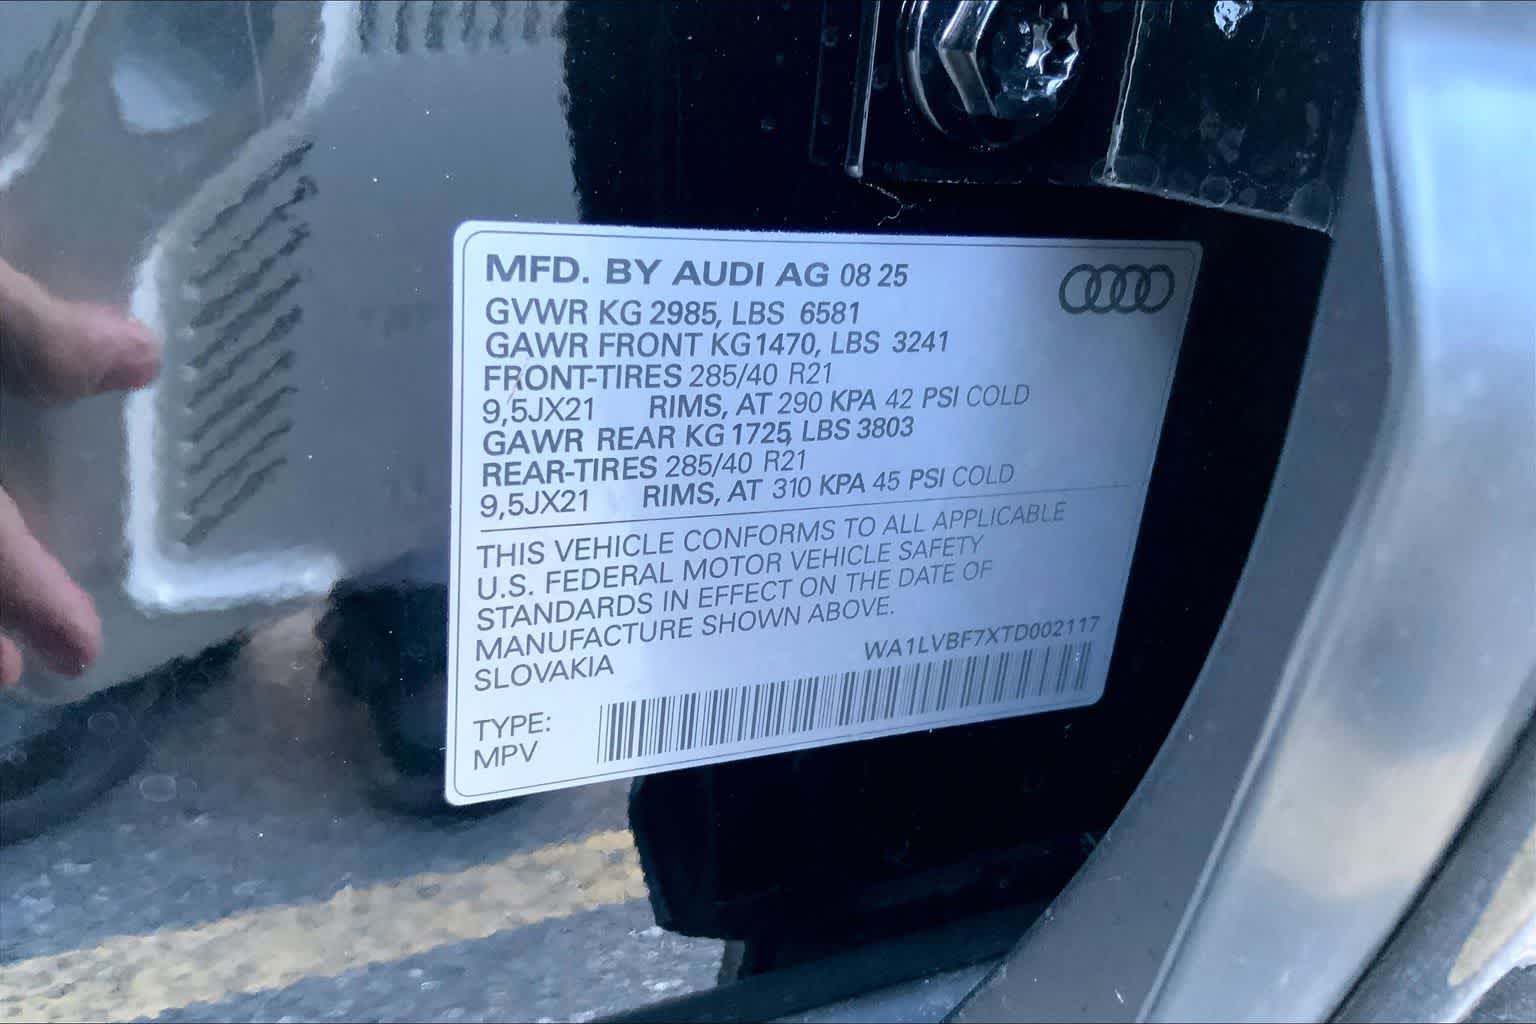 MFD. BY AUDI AG 08 25
GVWR KG 2985, LBS 6581
GAWR FRONT KG 1470, LBS 3241
FRONT-TIRES 285/40 R21
9,5JX21 RIMS, AT 290 KPA 42 PSI COLD
GAWR REAR KG 1725, LBS 3803
REAR-TIRES 285/40 R21
9,5JX21 RIMS, AT 310 KPA 45 PSI COLD
THIS VEHICLE CONFORMS TO ALL APPLICABLE
U.S. FEDERAL MOTOR VEHICLE SAFETY
STANDARDS IN EFFECT ON THE DATE OF
MANUFACTURE SHOWN ABOVE.
SLOVAKIA
WA1LVBF7XTD002117
TYPE:
MPV